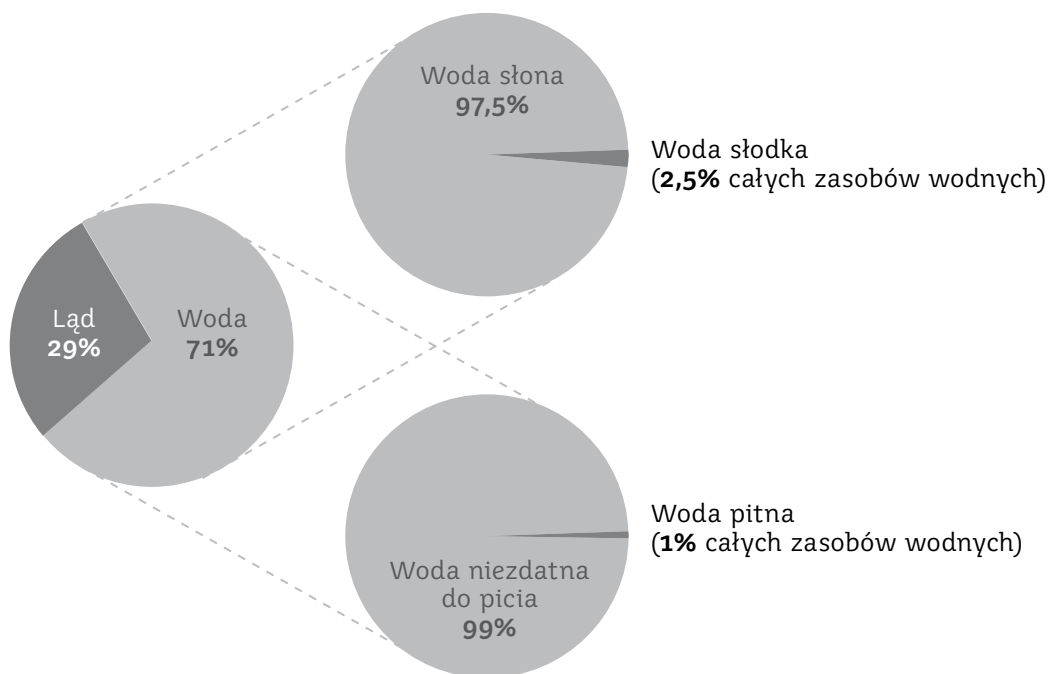 Woda słona
97,5%
Woda słodka
(2,5% całych zasobów wodnych)
Ląd
29%
Woda
71%
Woda pitna
(1% całych zasobów wodnych)
Woda niezdatna
do picia
99%